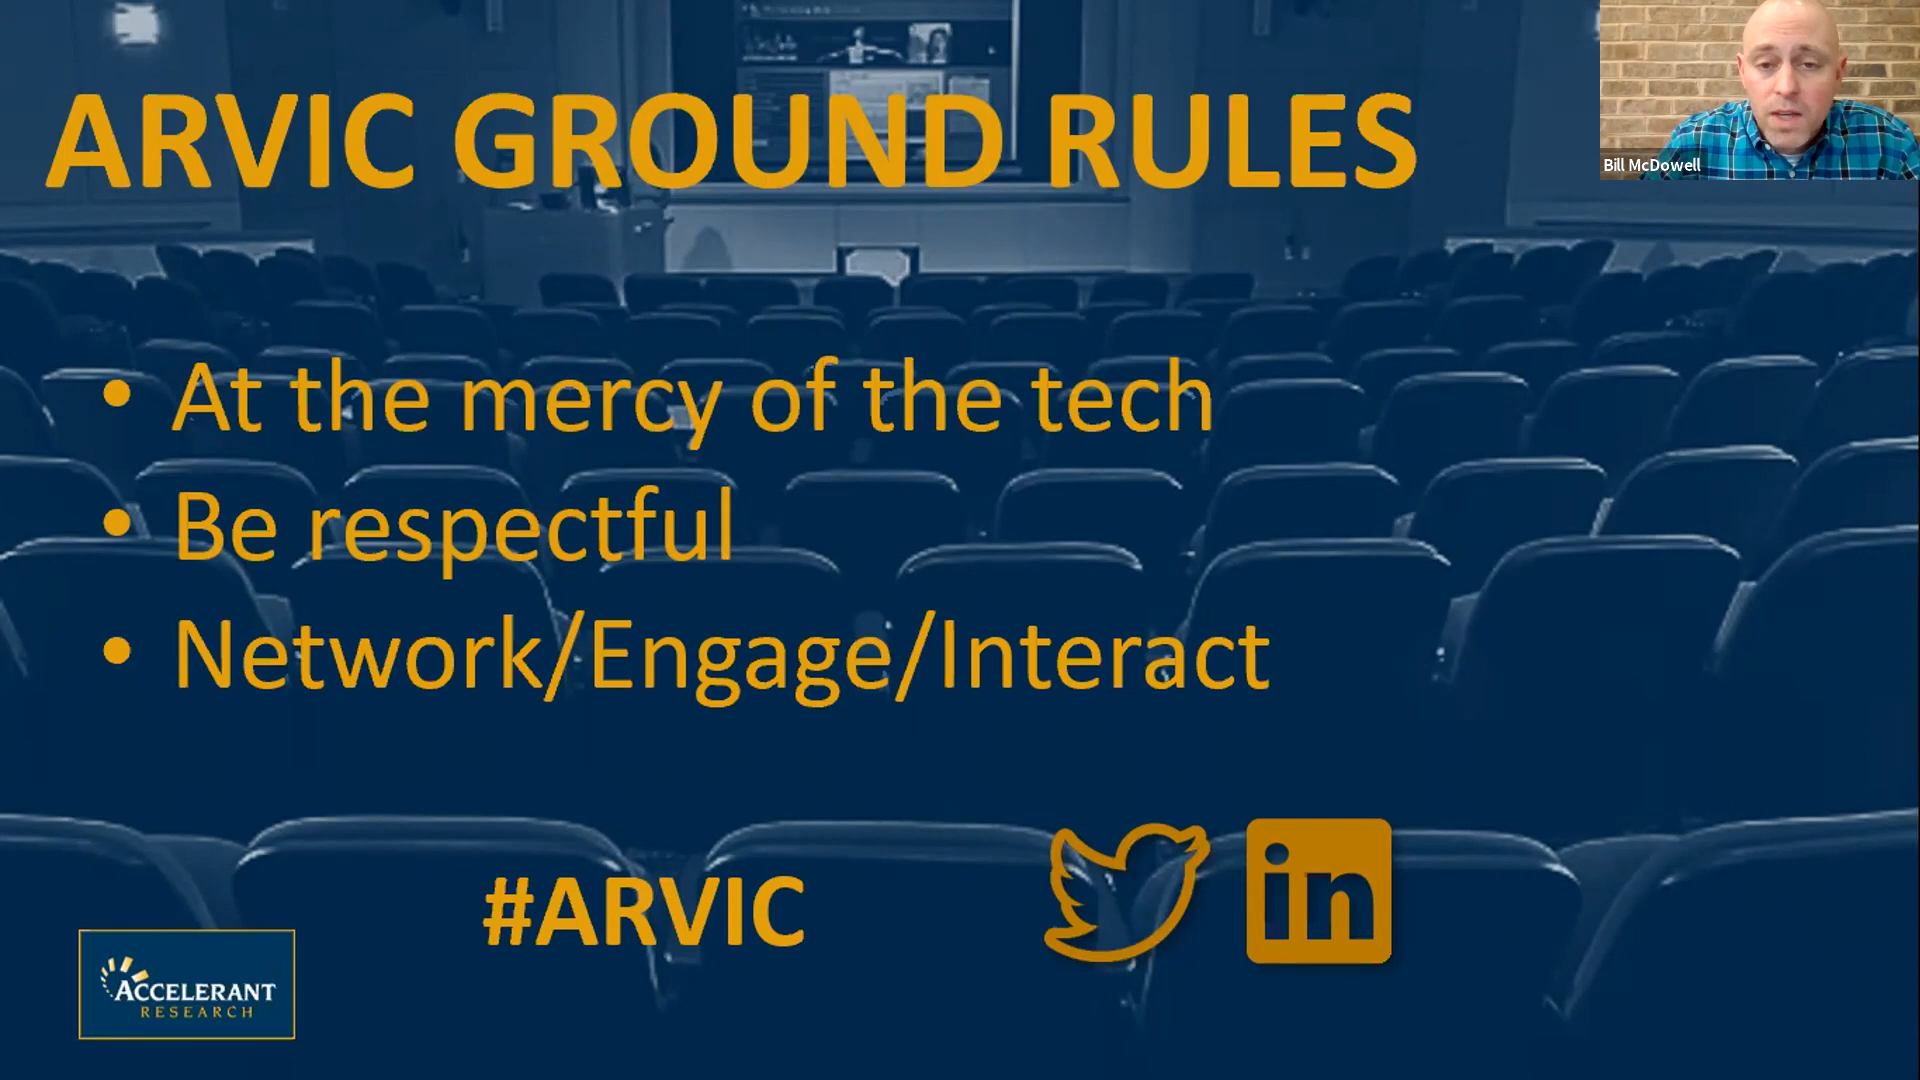 ARVIC GROUND RULES
Bill McDowell
• At the mercy of the tech
• Be respectful
• Network/Engage/Interact
#ARVIC
in
ACCELERANT
RESEARCH